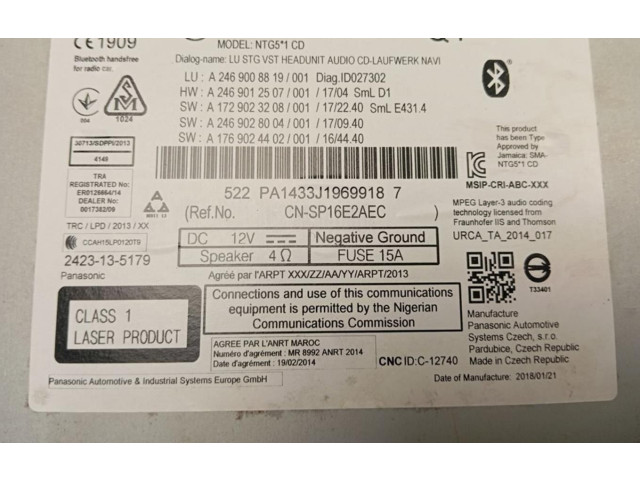 CE1909
Bluetooth handsfree
for radio car.
MODEL: NTG5*1 CD
Dialog-name: LU STG VST HEADUNIT AUDIO CD-LAUFWERK NAVI
LU : A 246 900 88 19 / 001 Diag.ID027302
HW : A 246 901 25 07 / 001 / 17/04 SmL D1
SW : A 172 902 32 08 / 001 / 17/22.40 SmL E431.4
SW : A 246 902 80 04 / 001 / 17/09.40
SW : A 176 902 44 02 / 001 / 16/44.40
004
1024
30713/SDPPI/2013
4149
TRA
REGISTERED No:
ER0126864/14
DEALER No:
0017382/09
TRC / LPD / 2013 / XX
CCAH15LP0120T9
2423-13-5179
Panasonic
This product
has been Type
Approved by
Jamaica: SMA-
NTG5*1 CD
MSIP-CRI-ABC-XXX
MPEG Layer-3 audio coding
technology licensed from
Fraunhofer IIS and Thomson
URCA_TA_2014_017
522 PA1433J1969918 7
(Ref.No. CN-SP16E2AEC )
DC 12V Negative Ground
Speaker 4 Ω FUSE 15A
Agréé par l'ARPT XXX/ZZ/AA/YY/ARPT/2013
Connections and use of this communications
equipment is permitted by the Nigerian
Communications Commission
CLASS 1
LASER PRODUCT
AGREE PAR L'ANRT MAROC
Numéro d'agrément : MR 8992 ANRT 2014
Date d'agrément : 19/02/2014
CNC ID:C-12740
T33401
Manufacturer
Panasonic Automotive
Systems Czech, s.r.o.
Pardubice, Czech Republic
Made in Czech Republic
Panasonic Automotive & Industrial Systems Europe GmbH
Date of Manufacture: 2018/01/21